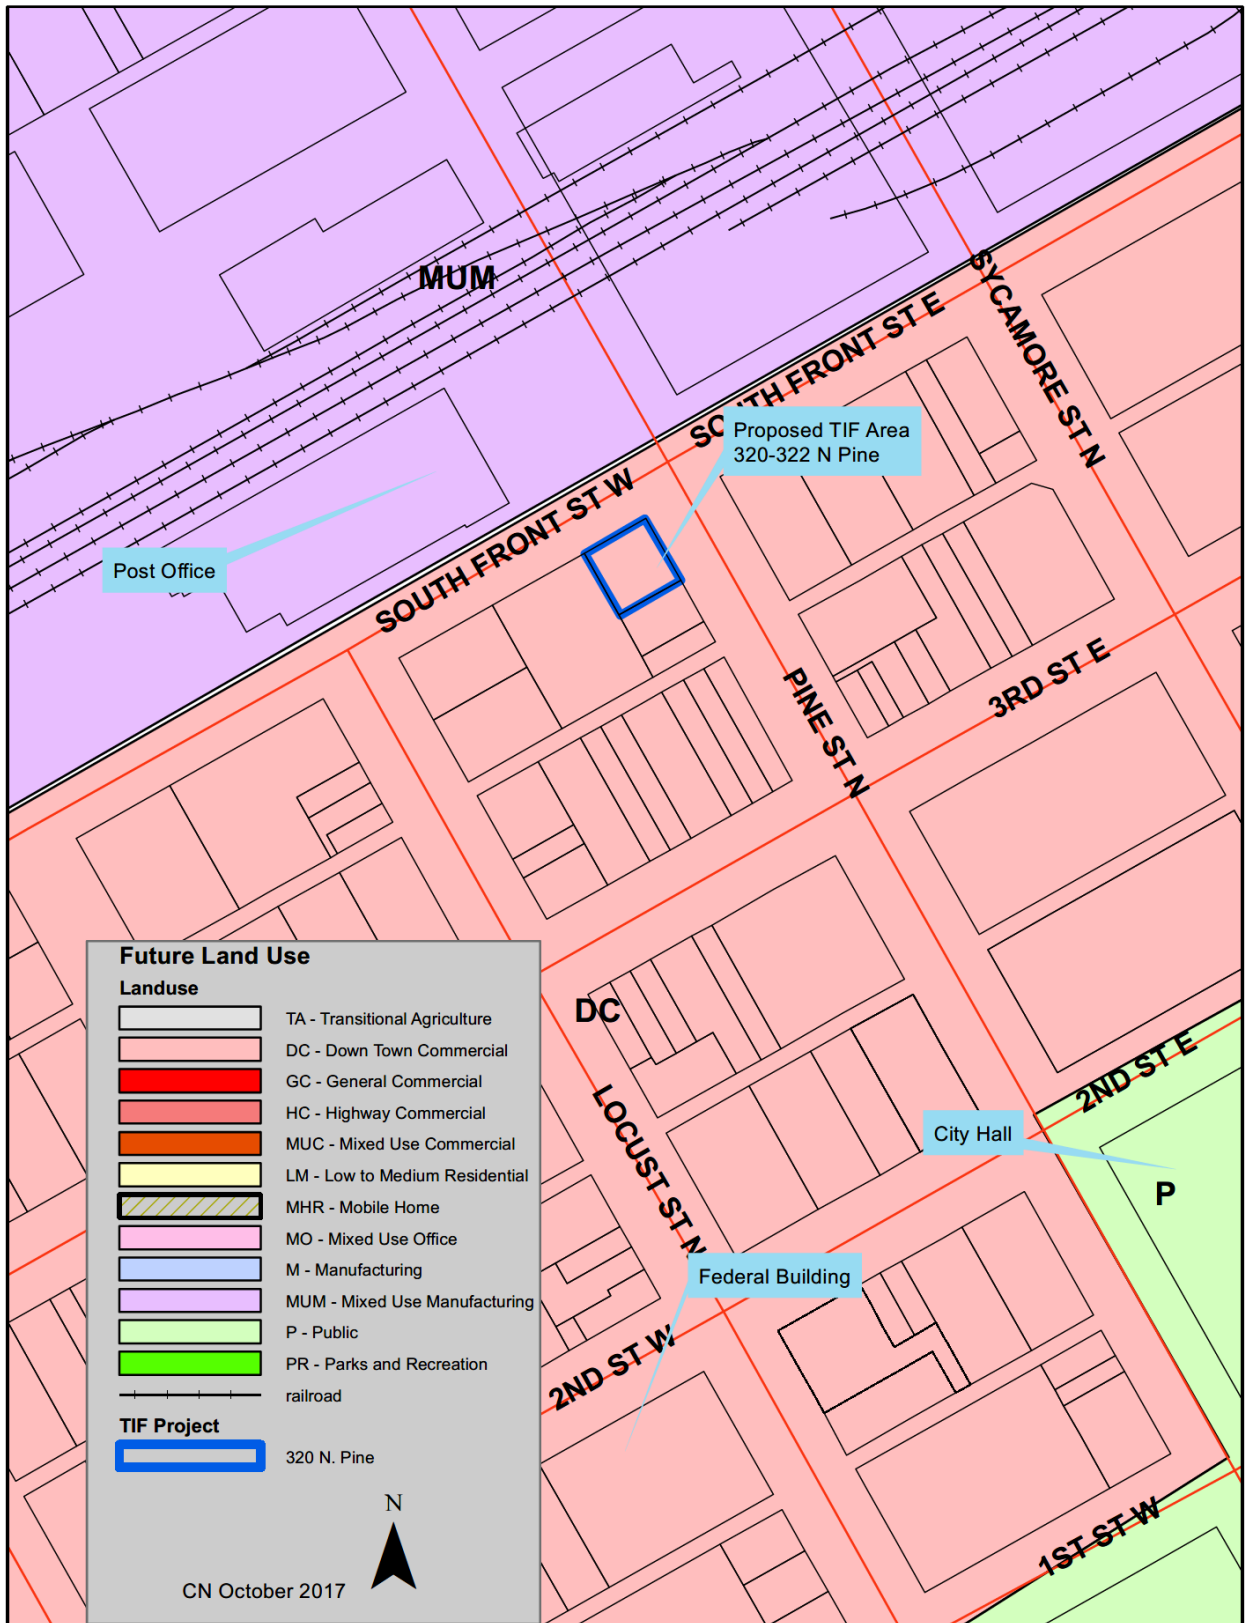 MUM
SYCAMORE ST N
SOUTH FRONT ST E
Proposed TIF Area
320-322 N Pine
SOUTH FRONT ST W
Post Office
PINE ST N
3RD ST E
Future Land Use
Landuse
TA - Transitional Agriculture
DC - Down Town Commercial
GC - General Commercial
HC - Highway Commercial
MUC - Mixed Use Commercial
LM - Low to Medium Residential
MHR - Mobile Home
MO - Mixed Use Office
M - Manufacturing
MUM - Mixed Use Manufacturing
P - Public
PR - Parks and Recreation
railroad
TIF Project
320 N. Pine
N
CN October 2017
DC
LOCUST ST N
2ND ST E
City Hall
P
Federal Building
2ND ST W
1ST ST W